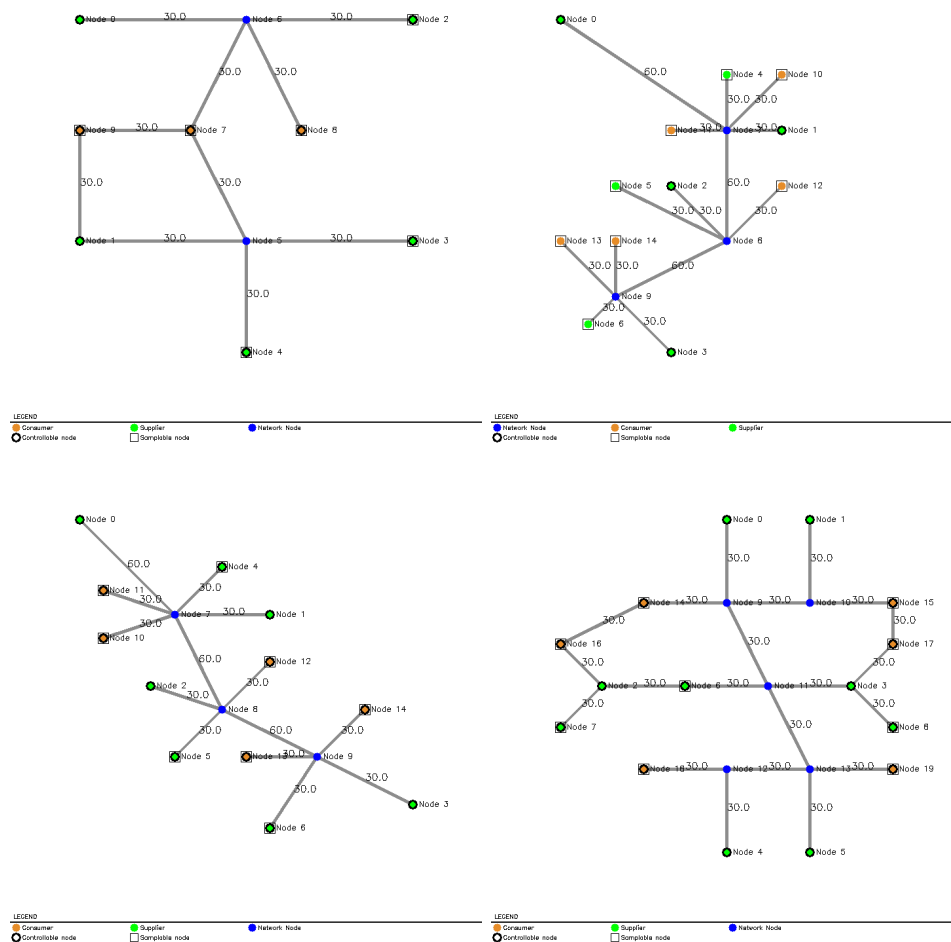 Node 0
30.0
Node 6
30.0
Node 2
30.0
30.0
Node 9
30.0
Node 7
Node 8
30.0
30.0
Node 1
30.0
Node 5
30.0
Node 3
30.0
Node 4
LEGEND
Consumer
Supplier
Network Node
Controllable node
Samplable node
Node 0
60.0
Node 4
Node 10
30.0
30.0
30.0
30.0
Node 1
Node 5
Node 2
60.0
Node 12
30.0
30.0
30.0
Node 13
Node 14
Node 8
30.0
30.0
60.0
Node 9
30.0
Node 6
30.0
Node 3
LEGEND
Network Node
Consumer
Supplier
Controllable node
Samplable node
Node 0
60.0
Node 4
Node 11
30.0
30.0
Node 7
30.0
Node 1
30.0
Node 10
60.0
Node 12
Node 2
30.0
30.0
Node 8
Node 14
30.0
60.0
30.0
Node 5
Node 13
30.0
Node 9
30.0
30.0
Node 3
Node 6
LEGEND
Consumer
Supplier
Network Node
Controllable node
Samplable node
Node 0
Node 1
30.0
30.0
Node 14
30.0
Node 9
30.0
Node 10
30.0
Node 15
30.0
30.0
Node 16
30.0
Node 17
30.0
30.0
Node 2
30.0
Node 6
30.0
Node 11
30.0
Node 3
30.0
30.0
Node 7
30.0
Node 8
Node 18
30.0
Node 12
30.0
Node 13
30.0
Node 19
30.0
30.0
Node 4
Node 5
LEGEND
Consumer
Supplier
Network Node
Controllable node
Samplable node